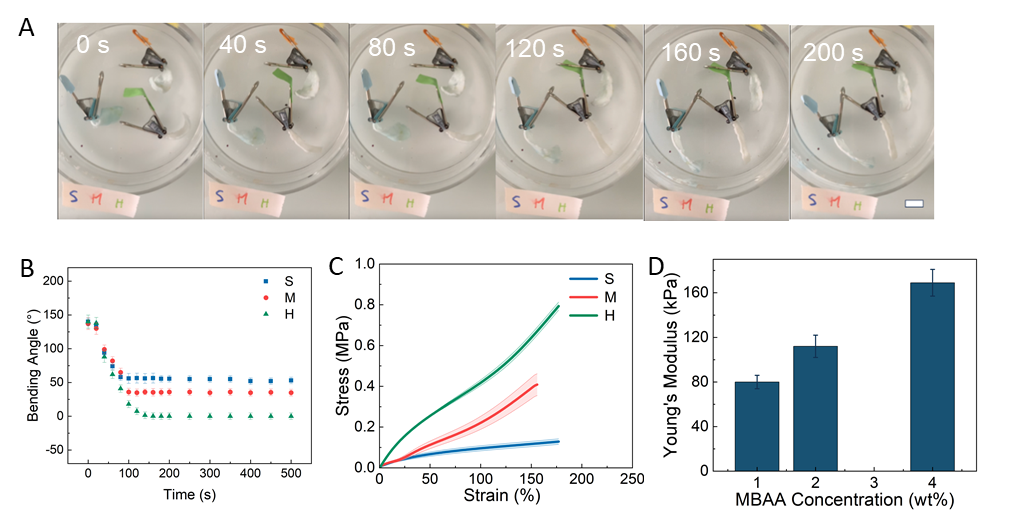 A
0 s
40 s
80 s
120 s
160 s
200 s
S M H
S M H
S M H
S M H
S M H
S M H
B
200
150
100
50
0
-50
Bending Angle (°)
0 100 200 300 400 500
Time (s)
S
M
H
C
1.0
0.8
0.6
0.4
0.2
0.0
Stress (MPa)
0 50 100 150 200 250
Strain (%)
S
M
H
D
160
120
80
40
0
Young's Modulus (kPa)
1 2 3 4
MBAA Concentration (wt%)